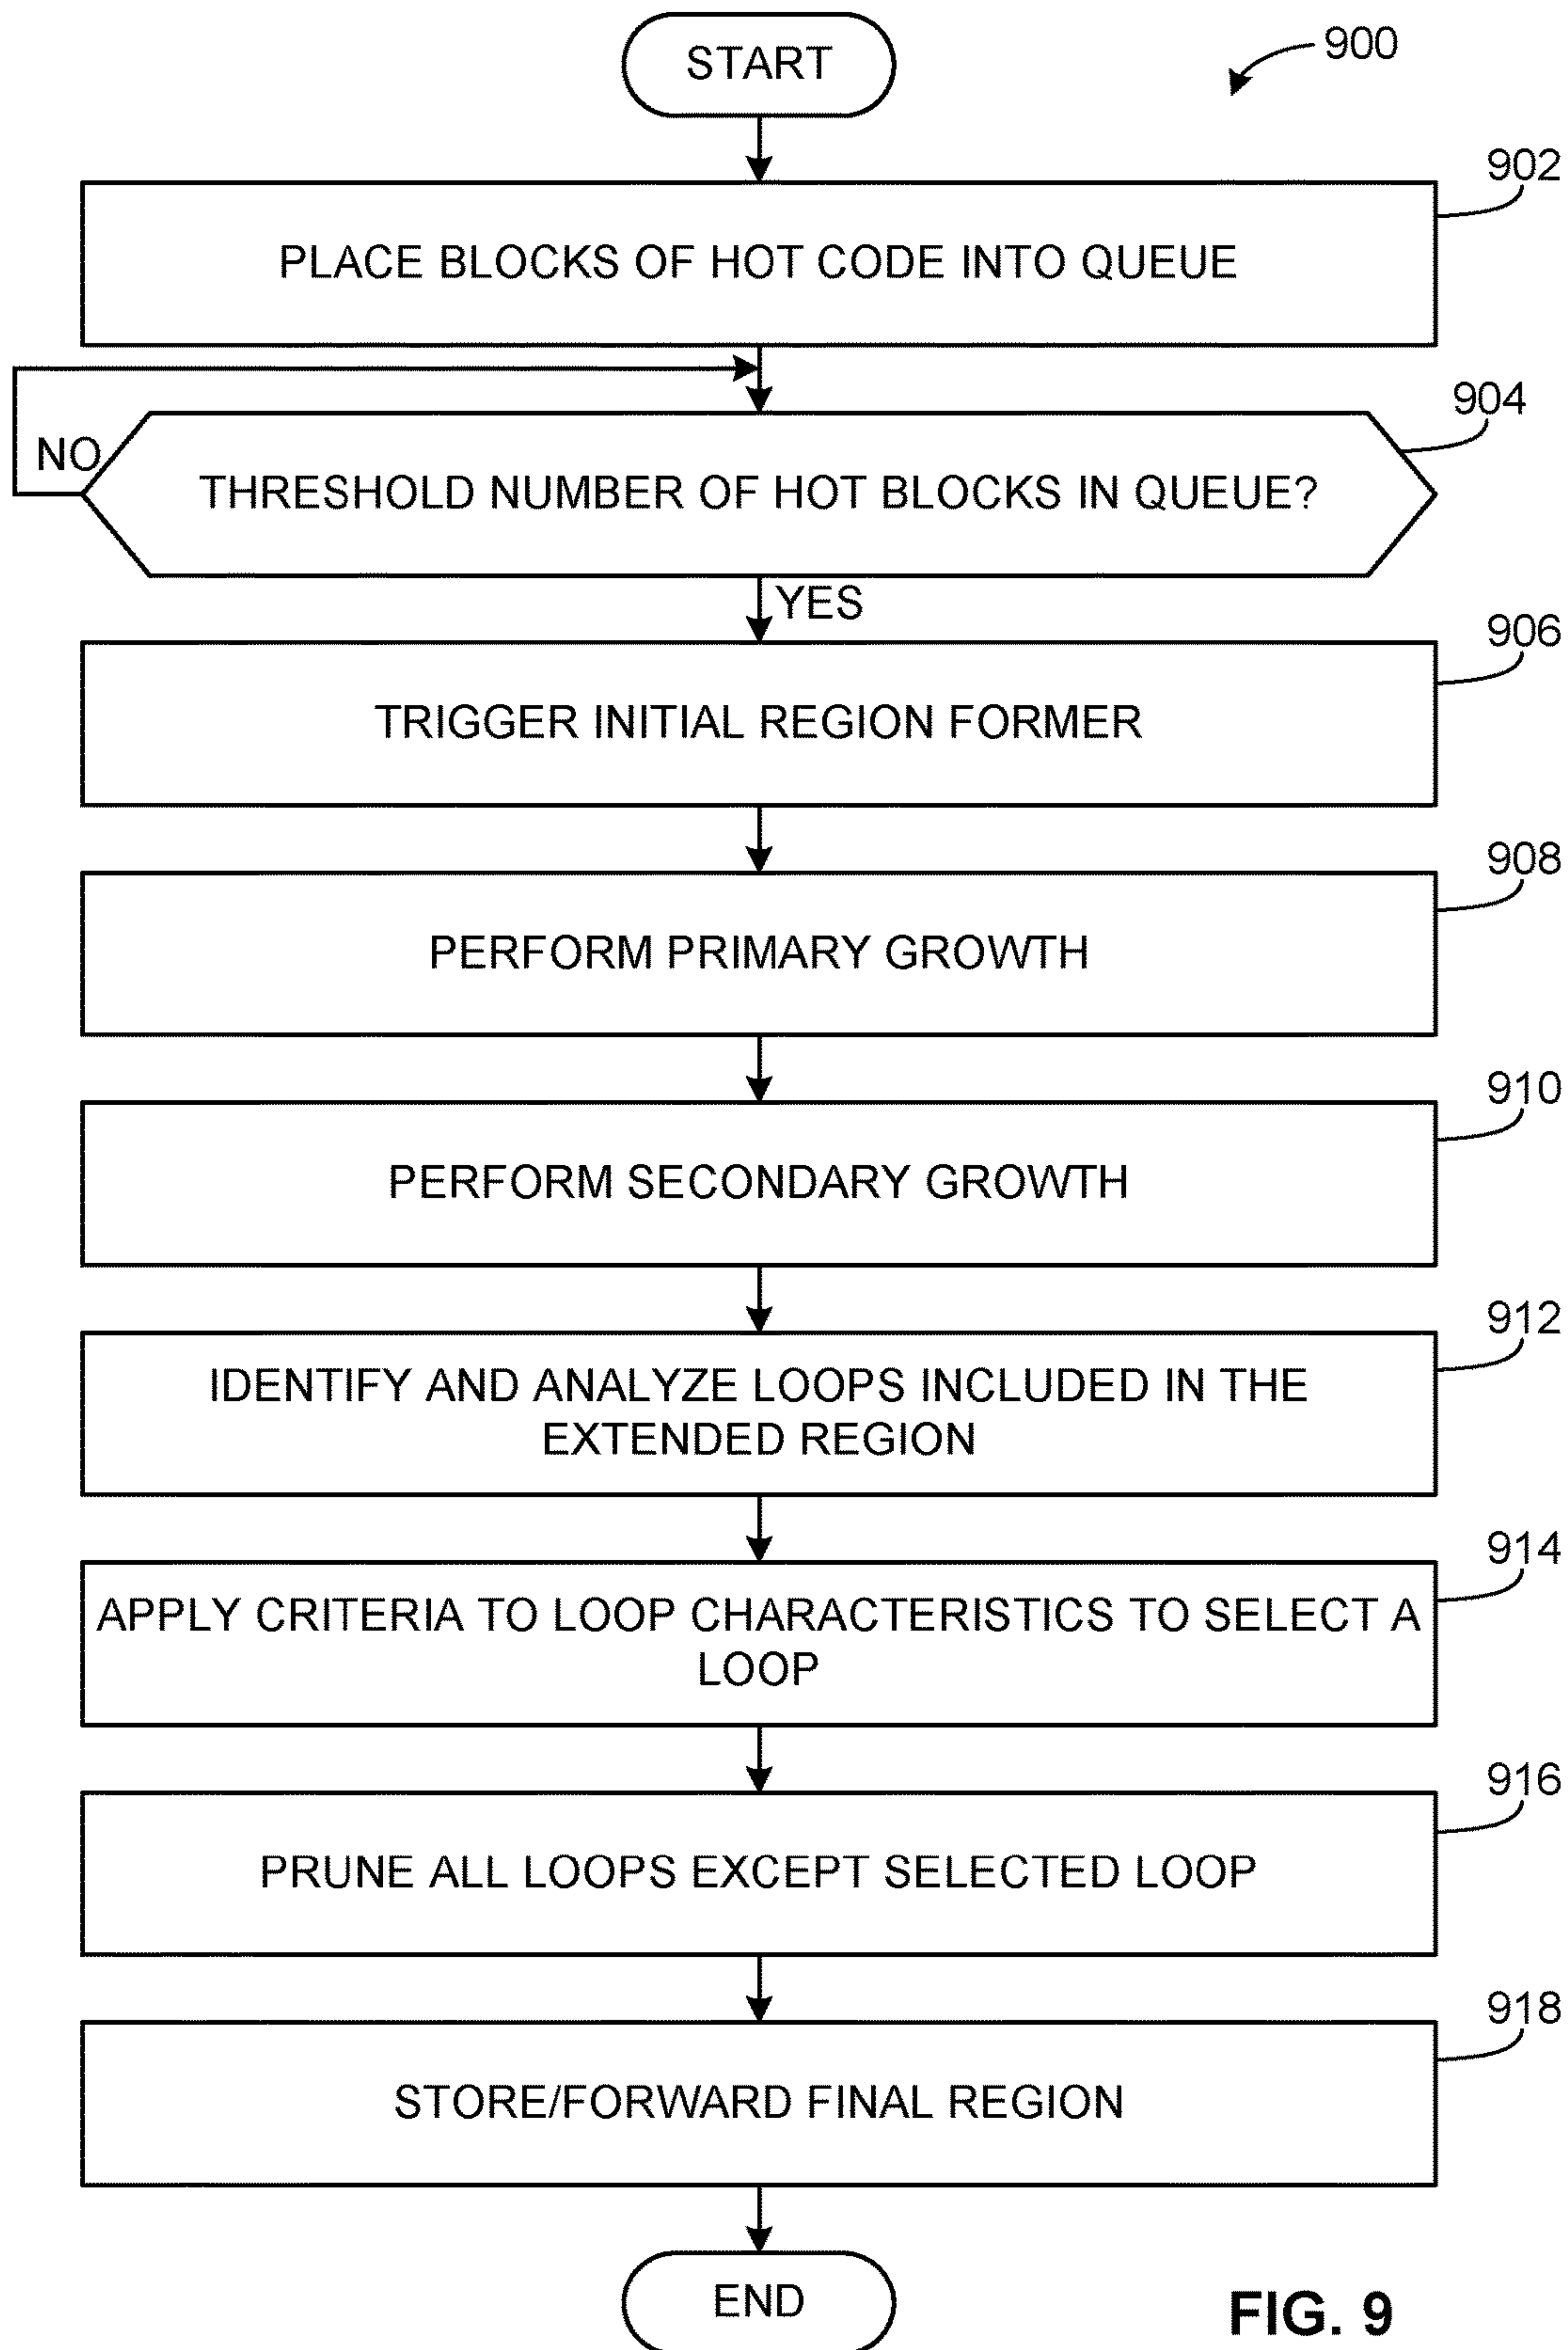 START
900
902
PLACE BLOCKS OF HOT CODE INTO QUEUE
904
NO
THRESHOLD NUMBER OF HOT BLOCKS IN QUEUE?
YES
906
TRIGGER INITIAL REGION FORMER
908
PERFORM PRIMARY GROWTH
910
PERFORM SECONDARY GROWTH
912
IDENTIFY AND ANALYZE LOOPS INCLUDED IN THE
EXTENDED REGION
914
APPLY CRITERIA TO LOOP CHARACTERISTICS TO SELECT A
LOOP
916
PRUNE ALL LOOPS EXCEPT SELECTED LOOP
918
STORE/FORWARD FINAL REGION
END
FIG. 9